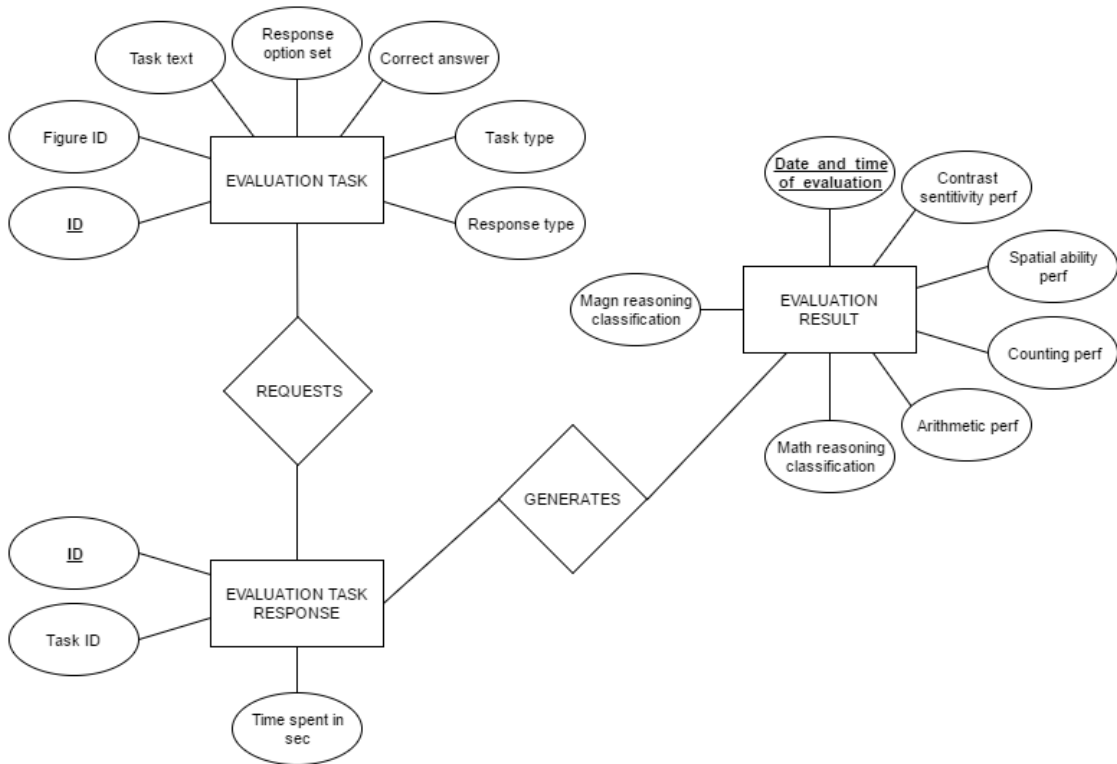 Response
option set
Task text
Correct answer
Figure ID
Task type
EVALUATION TASK
ID
Response type
Date and time
of evaluation
Contrast
sentitivity perf
Spatial ability
perf
Magn reasoning
classification
EVALUATION
RESULT
Counting perf
REQUESTS
Arithmetic perf
Math reasoning
classification
GENERATES
ID
EVALUATION TASK
RESPONSE
Task ID
Time spent in
sec